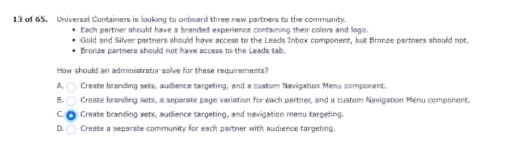 13 of 65. Universal Containers is looking to onboard three new partners to the community.
• Each partner should have a branded experience containing their colors and logo.
• Gold and Silver partners should have access to the Leads Inbox component, but Bronze partners should not.
• Bronze partners should not have access to the Leads tab.
How should an administrator solve for these requirements?
A. Create branding sets, audience targeting, and a custom Navigation Menu component.
B. Create branding sets, a separate page variation for each partner, and a custom Navigation Menu component.
C. Create branding sets, audience targeting, and navigation menu targeting.
D. Create a separate community for each partner with audience targeting.